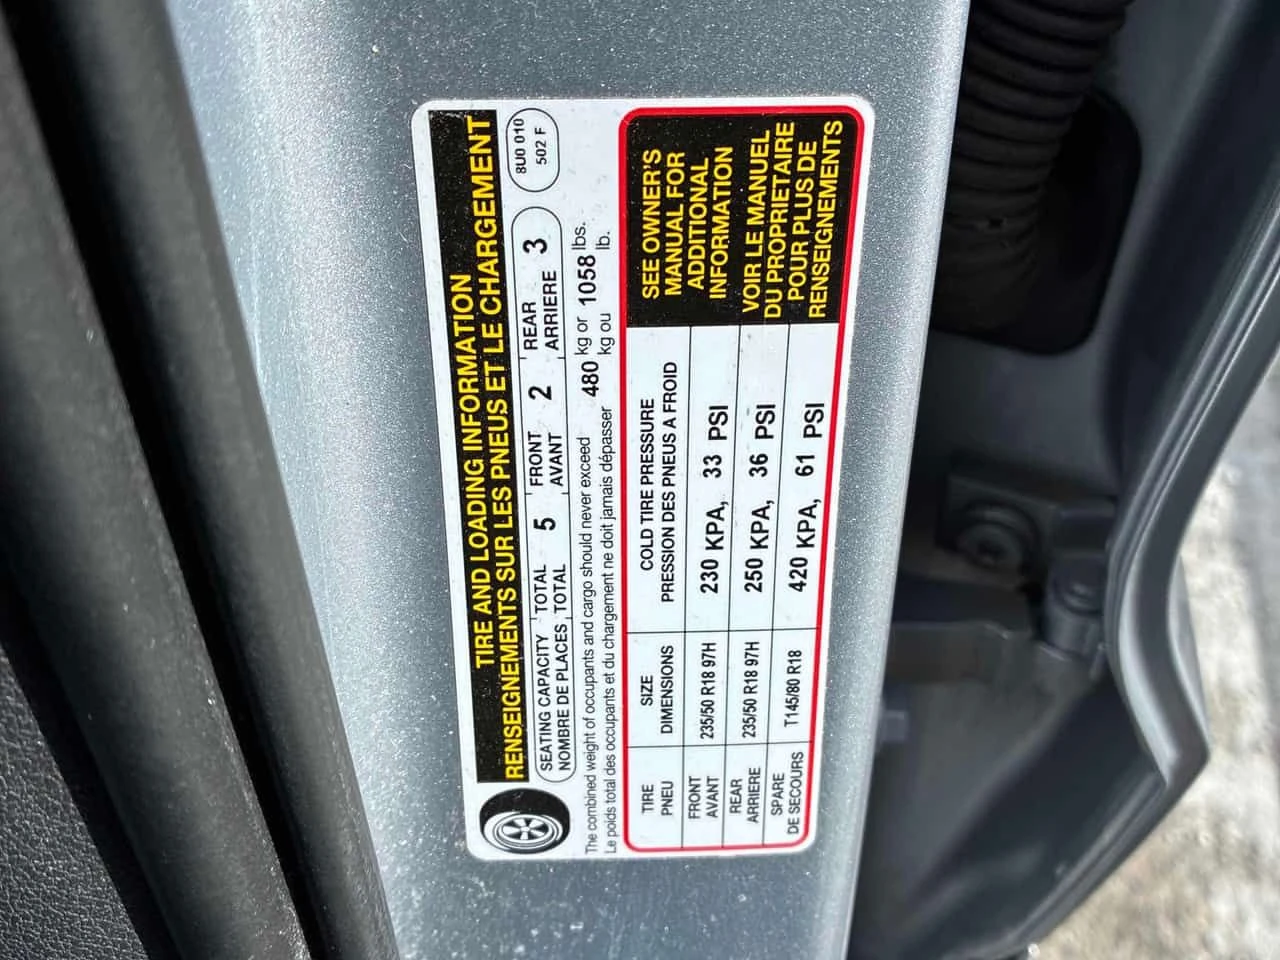 TIRE AND LOADING INFORMATION
RENSEIGNEMENTS SUR LES PNEUS ET LE CHARGEMENT
SEATING CAPACITY TOTAL 5 FRONT 2 REAR 3
NOMBRE DE PLACES TOTAL AVANT ARRIERE
8U0 010
502 F
The combined weight of occupants and cargo should never exceed 480 kg or 1058 lbs.
Le poids total des occupants et du chargement ne doit jamais dépasser kg ou lb.
TIRE SIZE COLD TIRE PRESSURE
PNEU DIMENSIONS PRESSION DES PNEUS A FROID
FRONT
AVANT 235/50 R18 97H 230 KPA, 33 PSI
REAR
ARRIERE 235/50 R18 97H 250 KPA, 36 PSI
SPARE
DE SECOURS T145/80 R18 420 KPA, 61 PSI
SEE OWNER'S
MANUAL FOR
ADDITIONAL
INFORMATION
VOIR LE MANUEL
DU PROPRIETAIRE
POUR PLUS DE
RENSEIGNEMENTS